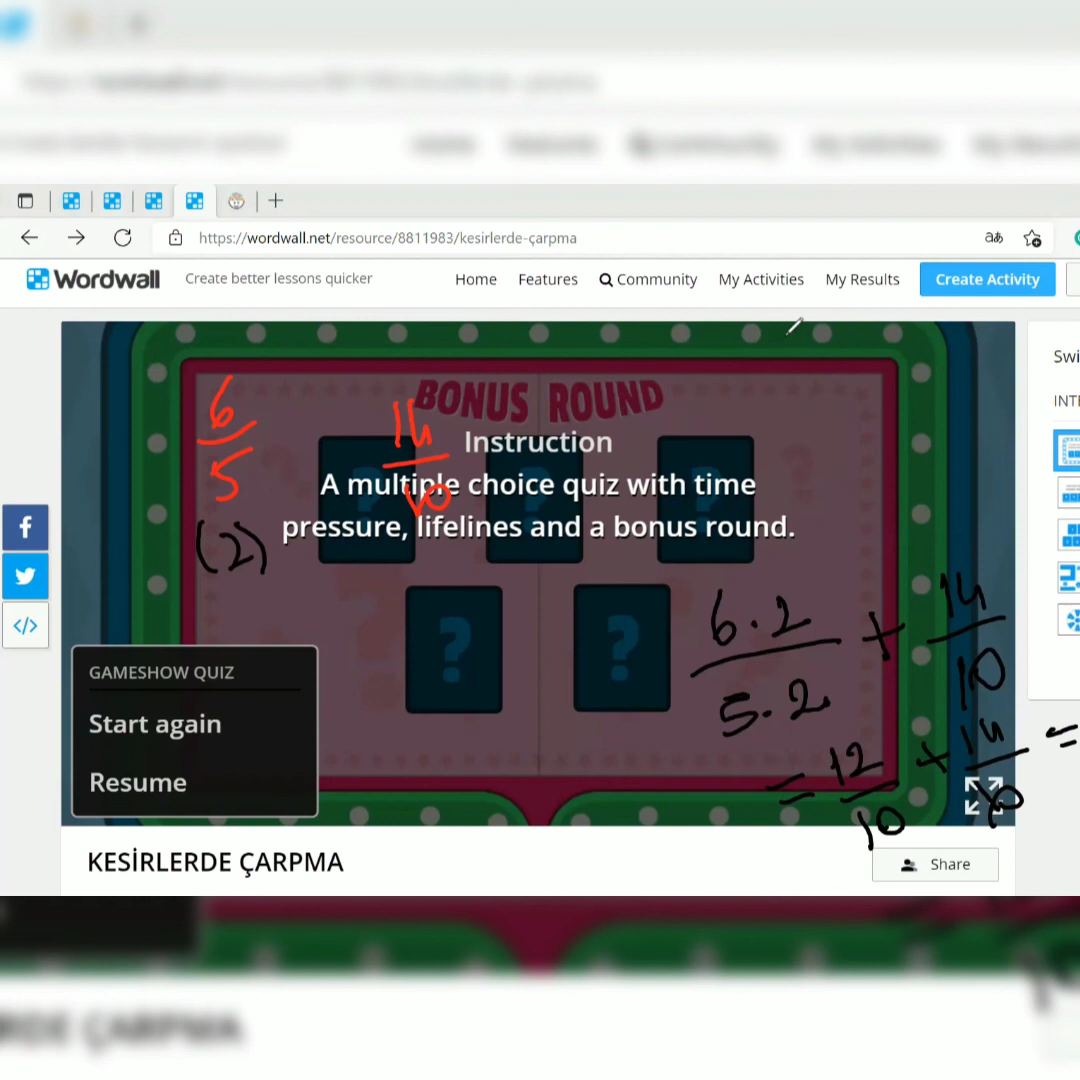 https://wordwall.net/resource/8811983/kesirlerde-çarpma
Wordwall Create better lessons quicker Home Features Community My Activities My Results Create Activity
BONUS ROUND
Instruction
A multiple choice quiz with time
pressure, lifelines and a bonus round.
6/5 14/10
(2)
6·2/5·2 + 14/10
= 12/10 + 14/10 =
?
?
GAMESHOW QUIZ
Start again
Resume
Swi
INTE
KESİRLERDE ÇARPMA
Share